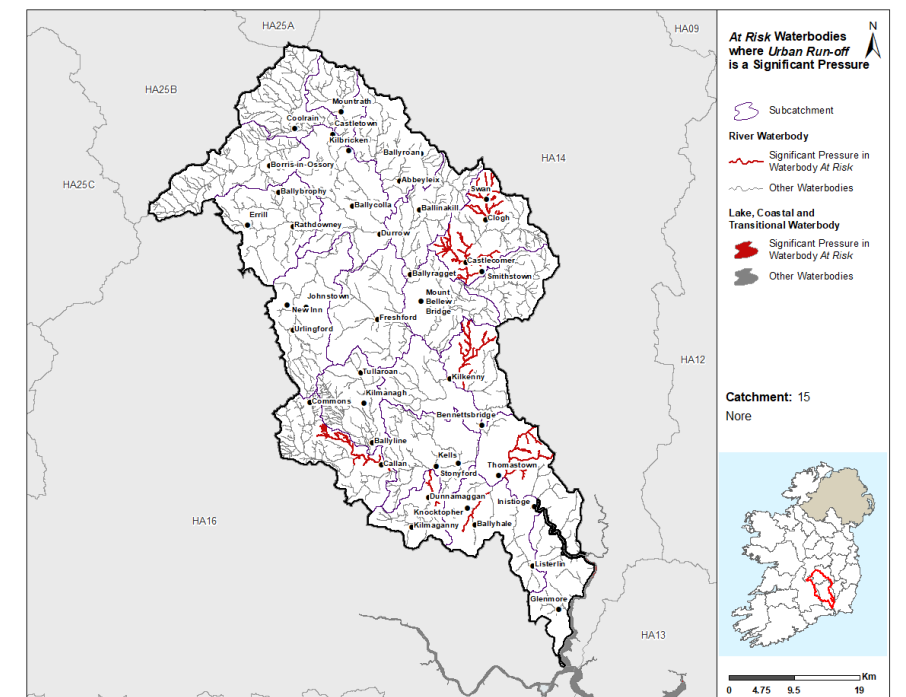 HA25A
HA09
HA25B
HA14
HA25C
HA12
HA16
HA13
Mountrath
Coolrain
Castletown
Kilbricken
Ballyroan
Borris-in-Ossory
Abbeyleix
Swan
Ballybrophy
Ballycolla
Ballinakill
Clogh
Errill
Rathdowney
Durrow
Castlecomer
Ballyragget
Smithstown
Johnstown
Mount
Bellew
Bridge
New Inn
Freshford
Urlingford
Tullaroan
Kilkenny
Kilmanagh
Commons
Bennettsbridge
Ballyline
Kells
Callan
Stonyford
Thomastown
Dunnamaggan
Inistioge
Knocktopher
Kilmaganny
Ballyhale
Listerlin
Glenmore
At Risk Waterbodies
where Urban Run-off
is a Significant Pressure
N
Subcatchment
River Waterbody
Significant Pressure in
Waterbody At Risk
Other Waterbodies
Lake, Coastal and
Transitional Waterbody
Significant Pressure in
Waterbody At Risk
Other Waterbodies
Catchment: 15
Nore
Km
0 4.75 9.5 19